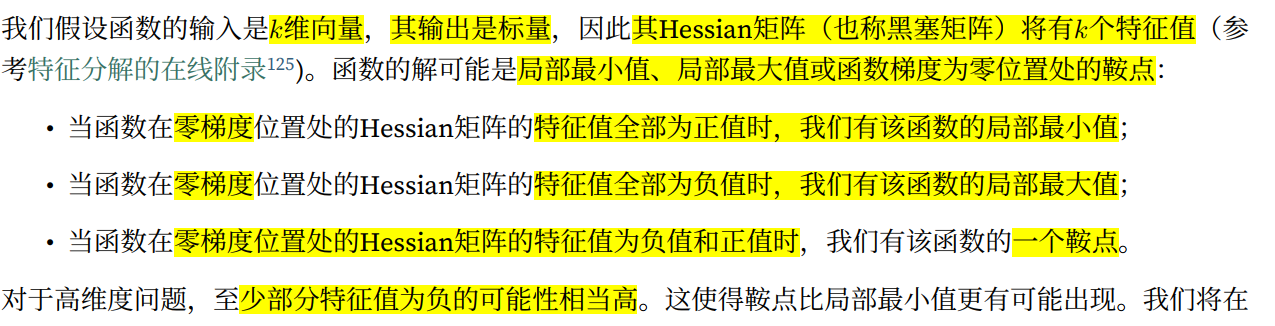 我们假设函数的输入是k维向量，其输出是标量，因此其Hessian矩阵（也称黑塞矩阵）将有k个特征值（参
考特征分解的在线附录125)。函数的解可能是局部最小值、局部最大值或函数梯度为零位置处的鞍点：
• 当函数在零梯度位置处的Hessian矩阵的特征值全部为正值时，我们有该函数的局部最小值；
• 当函数在零梯度位置处的Hessian矩阵的特征值全部为负值时，我们有该函数的局部最大值；
• 当函数在零梯度位置处的Hessian矩阵的特征值为负值和正值时，我们有该函数的一个鞍点。
对于高维度问题，至少部分特征值为负的可能性相当高。这使得鞍点比局部最小值更有可能出现。我们将在